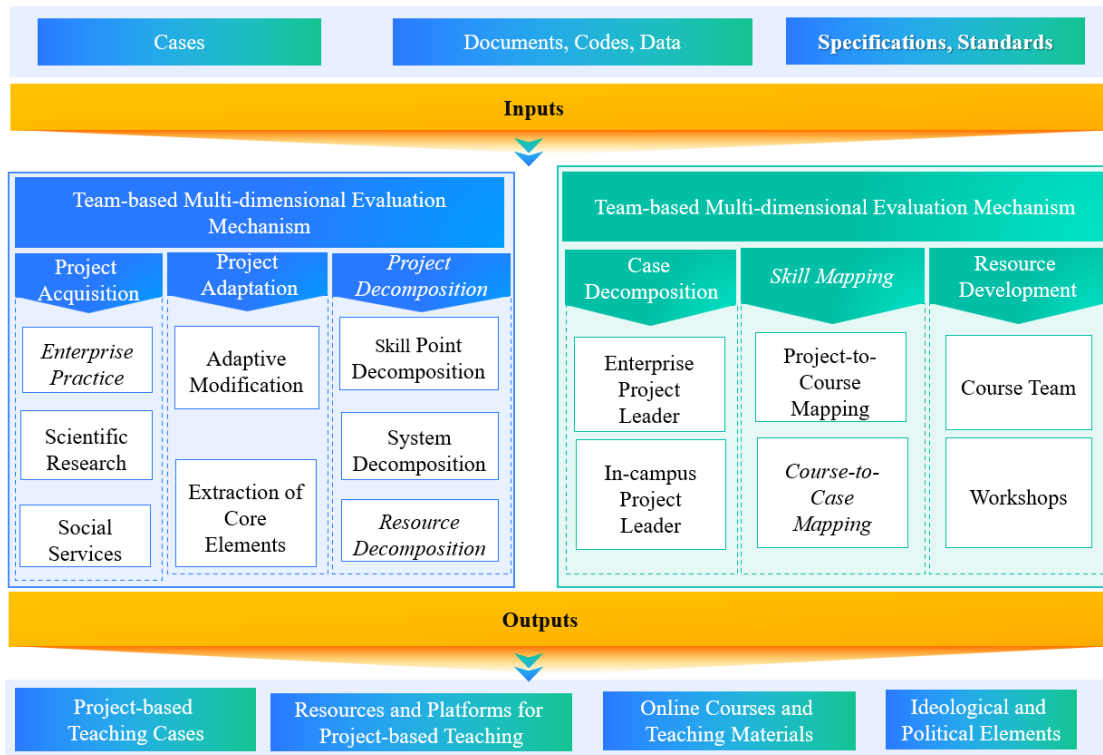 Cases
Documents, Codes, Data
Specifications, Standards
Inputs
Team-based Multi-dimensional Evaluation
Mechanism
Project
Acquisition
Enterprise
Practice
Scientific
Research
Social
Services
Project
Adaptation
Adaptive
Modification
Extraction of
Core
Elements
Project
Decomposition
Skill Point
Decomposition
System
Decomposition
Resource
Decomposition
Team-based Multi-dimensional Evaluation Mechanism
Case
Decomposition
Enterprise
Project
Leader
In-campus
Project
Leader
Skill Mapping
Project-to-
Course
Mapping
Course-to-
Case
Mapping
Resource
Development
Course Team
Workshops
Outputs
Project-based
Teaching Cases
Resources and Platforms for
Project-based Teaching
Online Courses and
Teaching Materials
Ideological and
Political Elements